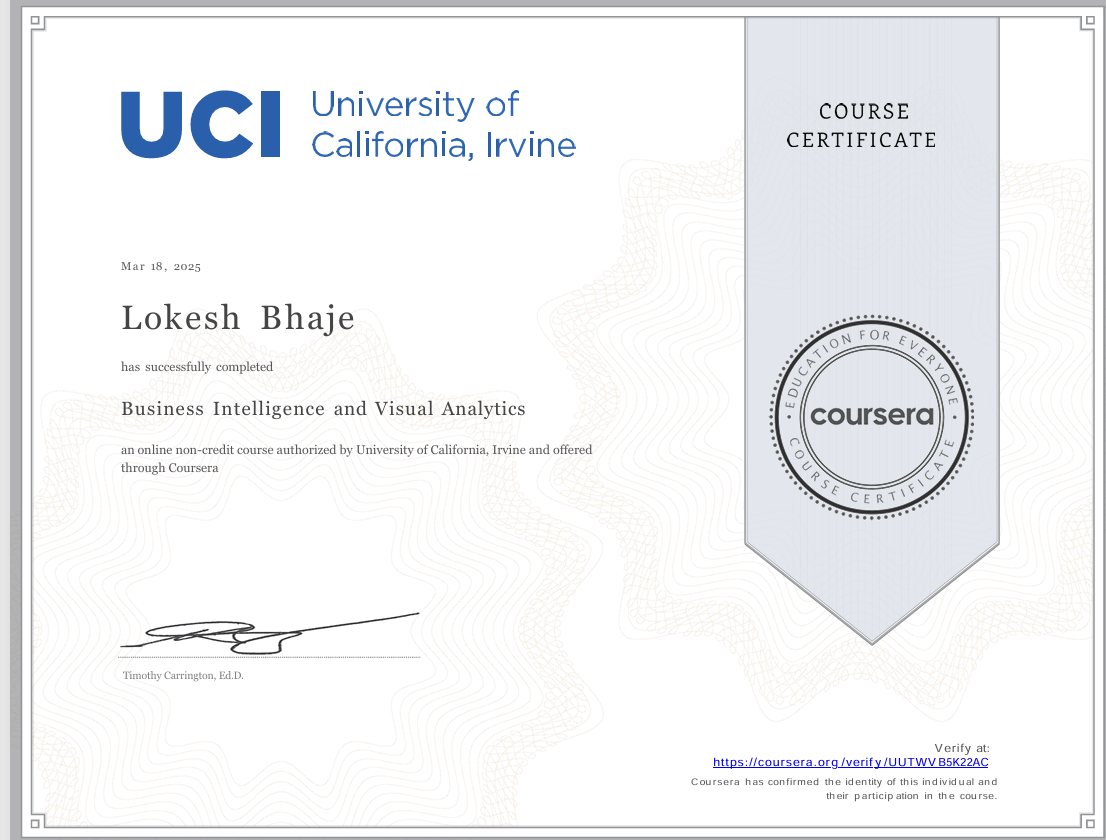 UCI University of
California, Irvine
COURSE
CERTIFICATE
Mar 18, 2025
Lokesh Bhaje
has successfully completed
Business Intelligence and Visual Analytics
an online non-credit course authorized by University of California, Irvine and offered
through Coursera
EDUCATION FOR EVERYONE
coursera
COURSE CERTIFICATE
Timothy Carrington, Ed.D.
Verify at:
https://coursera.org/verify/UUTWVB5K22AC
Coursera has confirmed the identity of this individual and
their participation in the course.